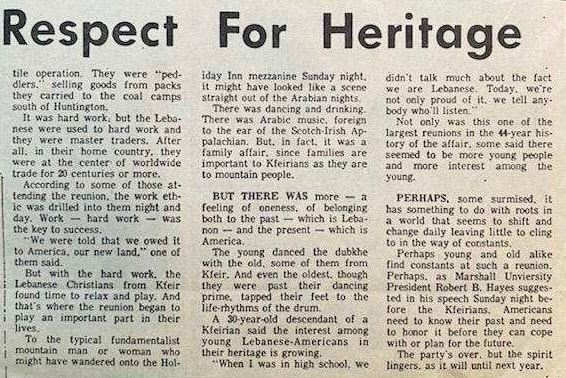 Respect For Heritage
tile operation. They were "ped-
dlers." selling goods from packs
they carried to the coal camps
south of Huntington.
It was hard work, but the Leba-
nese were used to hard work and
they were master traders. After
all, in their home country, they
were at the center of worldwide
trade for 20 centuries or more.
According to some of those at-
tending the reunion, the work eth-
ic was drilled into them night and
day. Work — hard work — was
the key to success.
"We were told that we owed it
to America, our new land," one of
them said.
But with the hard work, the
Lebanese Christians from Kfeir
found time to relax and play. And
that's where the reunion began to
play an important part in their
lives.
To the typical fundamentalist
mountain man or woman who
might have wandered onto the Hol-
iday Inn mezzanine Sunday night,
it might have looked like a scene
straight out of the Arabian nights.
There was dancing and drinking.
There was Arabic music, foreign
to the ear of the Scotch-Irish Ap-
palachian. But, in fact, it was a
family affair, since families are
important to Kfeirians as they are
to mountain people.
BUT THERE WAS more — a
feeling of oneness, of belonging
both to the past — which is Leba-
non — and the present — which is
America.
The young danced the dubkhe
with the old, some of them from
Kfeir. And even the oldest, though
they were past their dancing
prime, tapped their feet to the
life-rhythms of the drum.
A 30-year-old descendant of a
Kfeirian said the interest among
young Lebanese-Americans in
their heritage is growing.
"When I was in high school, we
didn't talk much about the fact
we are Lebanese. Today, we're
not only proud of it, we tell any-
body who'll listen."
Not only was this one of the
largest reunions in the 44-year his-
tory of the affair, some said there
seemed to be more young people
and more interest among the
young.
PERHAPS, some surmised, it
has something to do with roots in
a world that seems to shift and
change daily leaving little to cling
to in the way of constants.
Perhaps young and old alike
find constants at such a reunion.
Perhaps, as Marshall Unviersity
President Robert B. Hayes sugges-
ted in his speech Sunday night be-
fore the Kfeirians, Americans
need to know their past and need
to honor it before they can cope
with or plan for the future.
The party's over, but the spirit
lingers, as it will until next year.